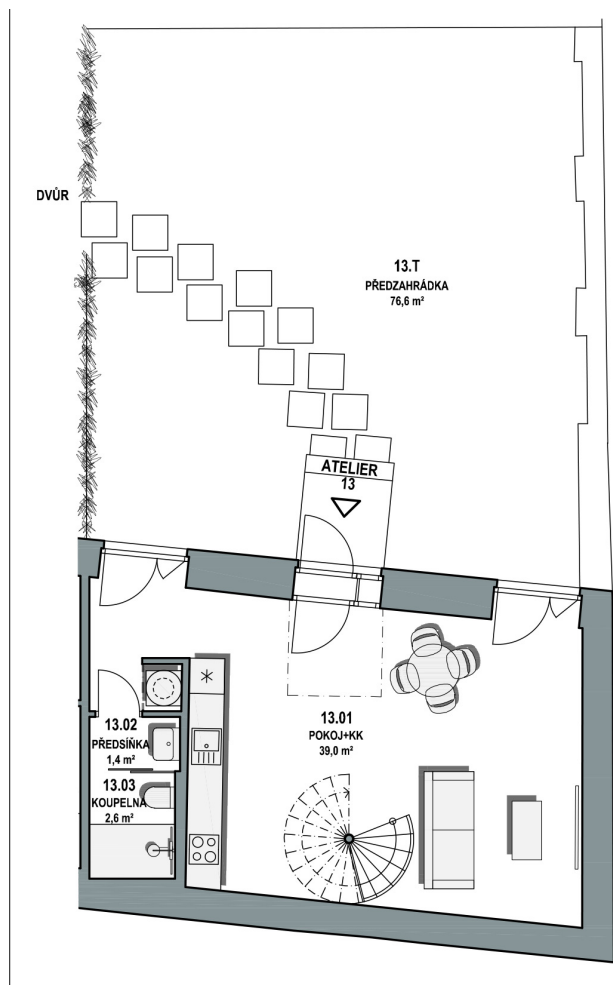 DVŮR
13.T
PŘEDZAHRÁDKA
76,6 m²
ATELIER
13
13.01
POKOJ+KK
39,0 m²
13.02
PŘEDSÍŇKA
1,4 m²
13.03
KOUPELNA
2,6 m²